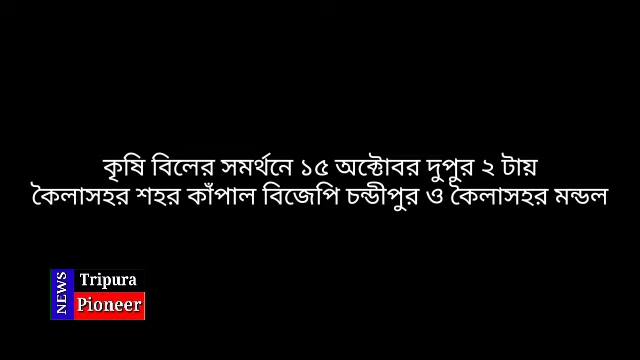 কৃষি বিলের সমর্থনে ১৫ অক্টোবর দুপুর ২ টায়
কৈলাসহর শহর কাঁপাল বিজেপি চন্ডীপুর ও কৈলাসহর মন্ডল
NEWS
Tripura
Pioneer